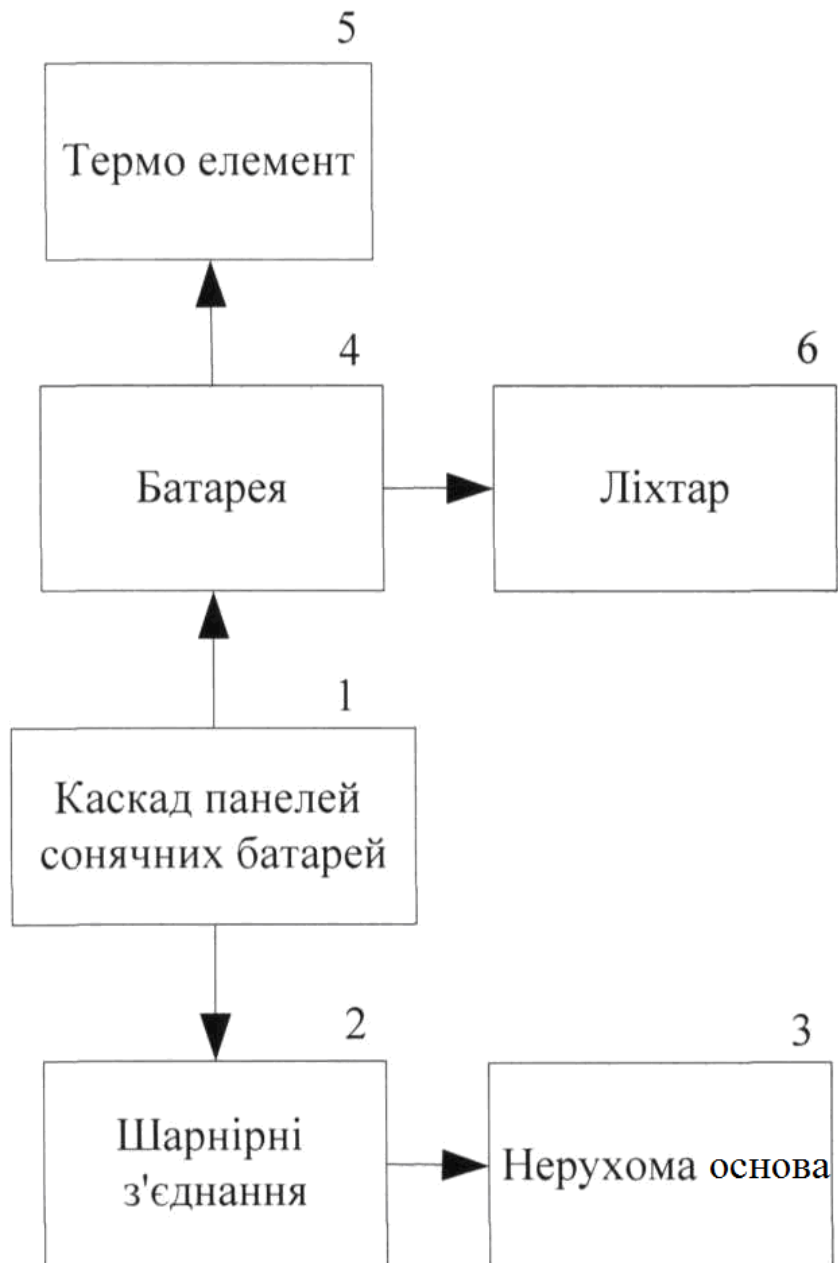 5
Термо елемент
4
Батарея
6
Ліхтар
1
Каскад панелей
сонячних батарей
2
Шарнірні
з'єднання
3
Нерухома основа